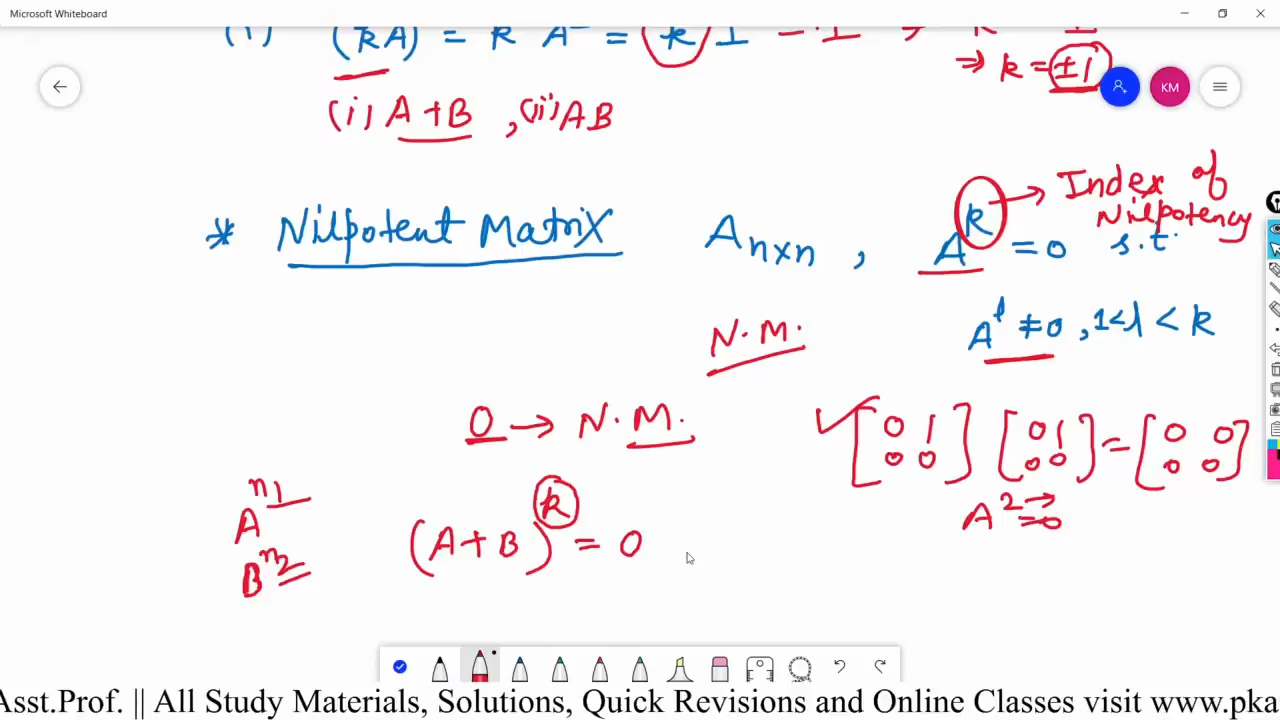 Microsoft Whiteboard
(i) (kA) = k A² = k I = I ⇒ k
⇒ k = ±1
(i) A+B , (ii) AB
KM
* Nilpotent Matrix A n×n , A^k = 0 s.t.
→ Index of Nilpotency
N.M. A^l ≠ 0 , 1<l<k
0 → N.M.
[0 1
0 0] [0 1
0 0] = [0 0
0 0]
A² = 0
A^n1
B^n2
(A+B)^k = 0
Asst.Prof. || All Study Materials, Solutions, Quick Revisions and Online Classes visit www.pka